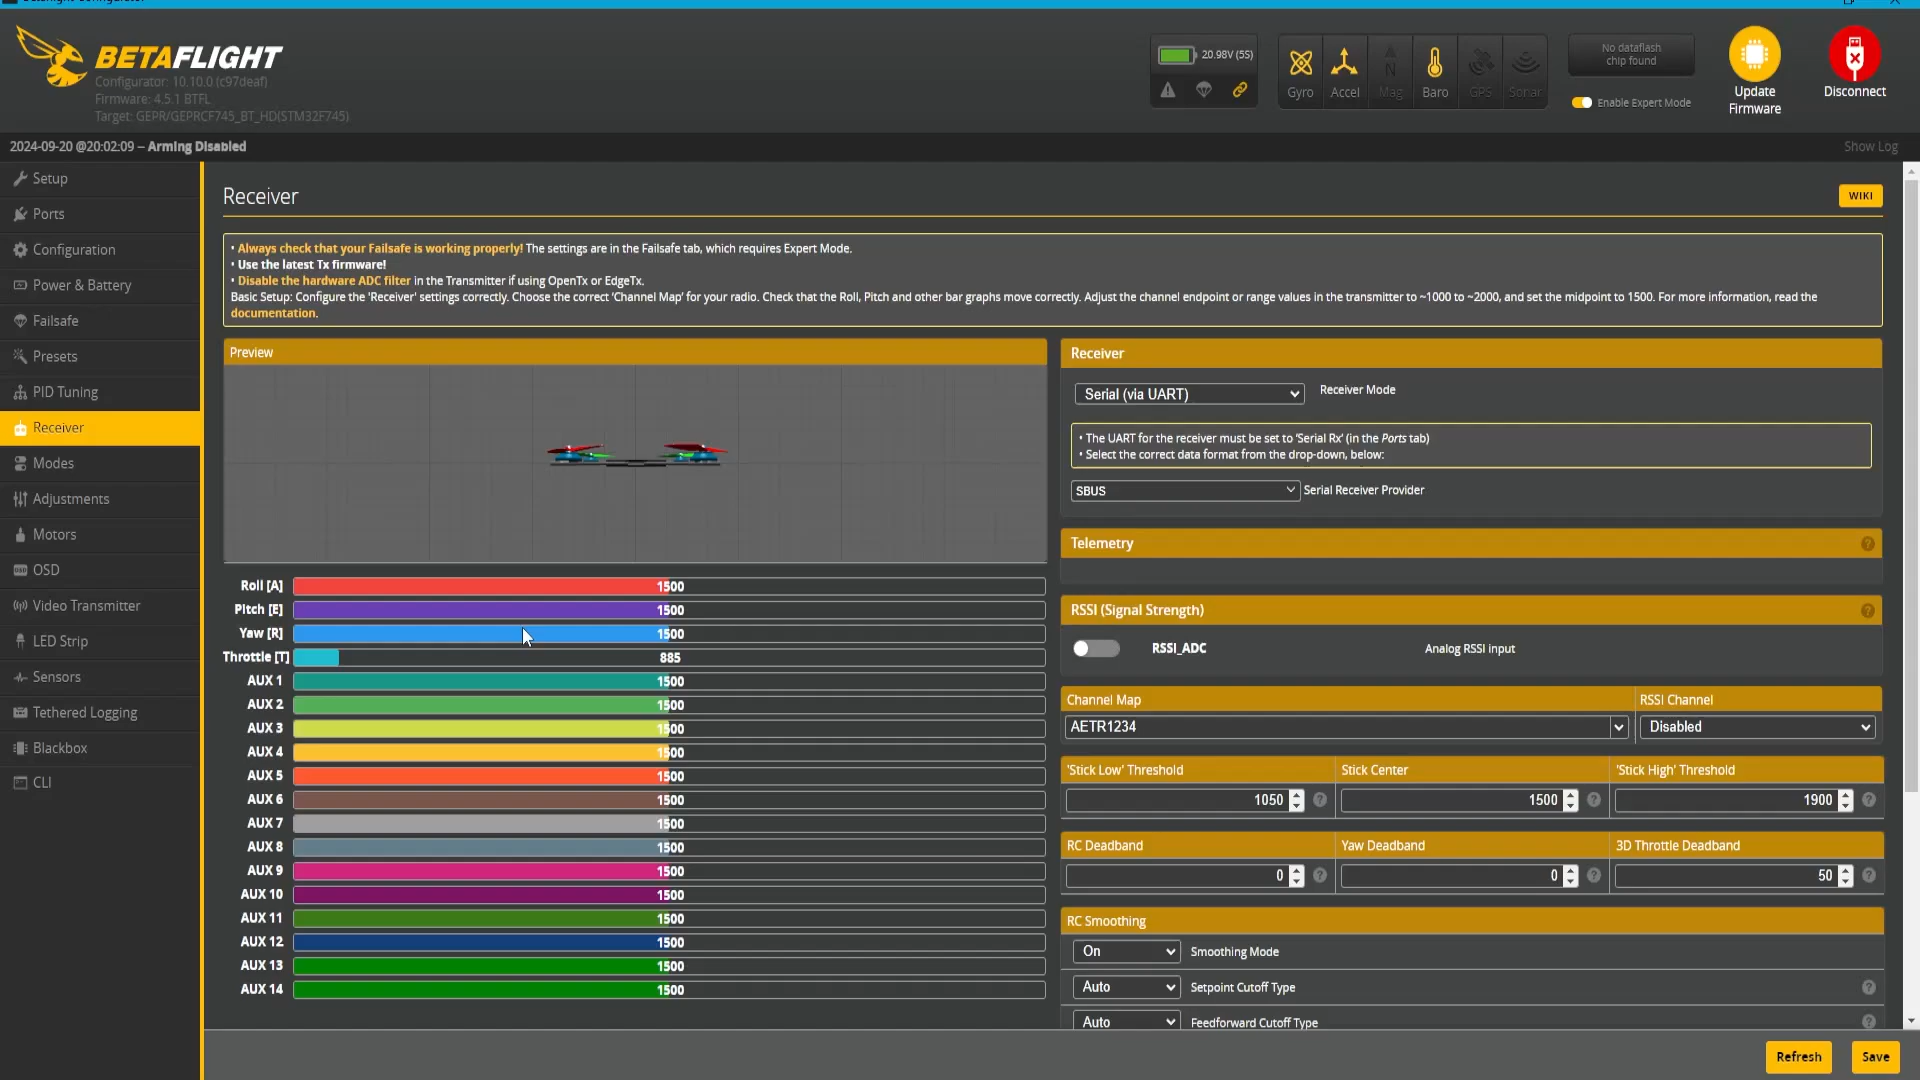 BETAFLIGHT
Configurator: 10.10.0 (c97deaf)
Firmware: 4.5.1 BTFL
Target: GEPR/GEPRCF745_BT_HD(STM32F745)
20.98V (5S)
Gyro
Accel
Mag
Baro
GPS
Sonar
No dataflash
chip found
Enable Expert Mode
Update
Firmware
Disconnect
2024-09-20 @20:02:09 – Arming Disabled
Show Log
Setup
Ports
Configuration
Power & Battery
Failsafe
Presets
PID Tuning
Receiver
Modes
Adjustments
Motors
OSD
Video Transmitter
LED Strip
Sensors
Tethered Logging
Blackbox
CLI
Receiver
WIKI
• Always check that your Failsafe is working properly! The settings are in the Failsafe tab, which requires Expert Mode.
• Use the latest Tx firmware!
• Disable the hardware ADC filter in the Transmitter if using OpenTx or EdgeTx.
Basic Setup: Configure the 'Receiver' settings correctly. Choose the correct 'Channel Map' for your radio. Check that the Roll, Pitch and other bar graphs move correctly. Adjust the channel endpoint or range values in the transmitter to ~1000 to ~2000, and set the midpoint to 1500. For more information, read the
documentation.
Preview
Roll [A] 1500
Pitch [E] 1500
Yaw [R] 1500
Throttle [T] 885
AUX 1 1500
AUX 2 1500
AUX 3 1500
AUX 4 1500
AUX 5 1500
AUX 6 1500
AUX 7 1500
AUX 8 1500
AUX 9 1500
AUX 10 1500
AUX 11 1500
AUX 12 1500
AUX 13 1500
AUX 14 1500
Receiver
Serial (via UART) Receiver Mode
• The UART for the receiver must be set to 'Serial Rx' (in the Ports tab)
• Select the correct data format from the drop-down, below:
SBUS Serial Receiver Provider
Telemetry
RSSI (Signal Strength)
RSSI_ADC Analog RSSI input
Channel Map RSSI Channel
AETR1234 Disabled
'Stick Low' Threshold Stick Center 'Stick High' Threshold
1050 1500 1900
RC Deadband Yaw Deadband 3D Throttle Deadband
0 0 50
RC Smoothing
On Smoothing Mode
Auto Setpoint Cutoff Type
Auto Feedforward Cutoff Type
Refresh
Save